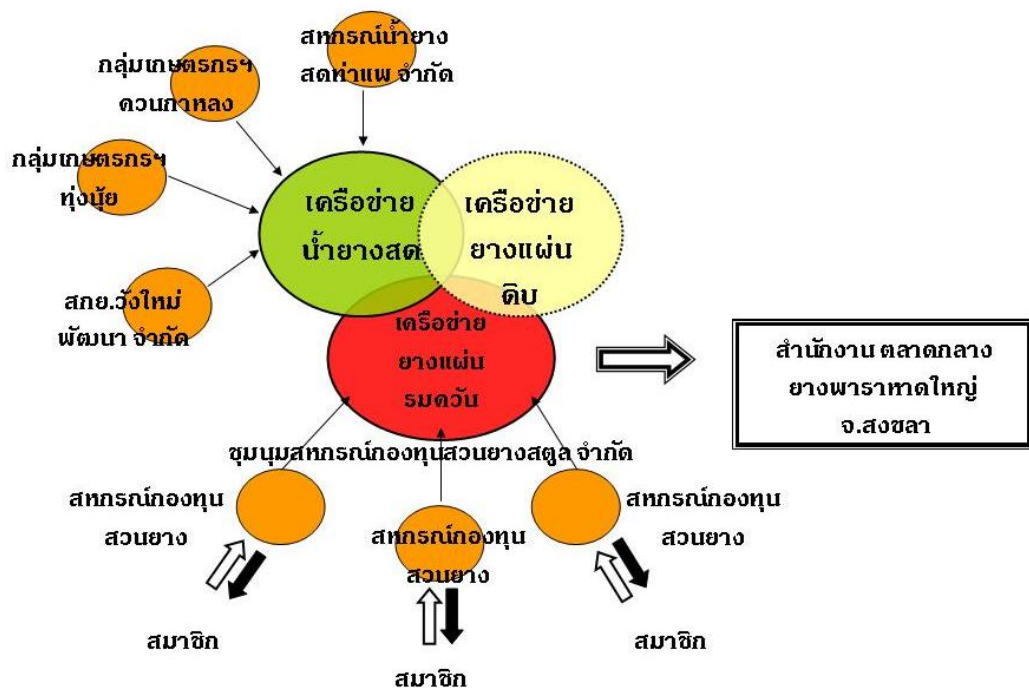 สหกรณ์น้ำยาง
สดท่าแพ จำกัด
กลุ่มเกษตรกรฯ
ควนกาหลง
กลุ่มเกษตรกรฯ
ทุ่งนุ้ย
สกย.วังใหม่
พัฒนา จำกัด
เครือข่าย
น้ำยางสด
เครือข่าย
ยางแผ่น
ดิบ
เครือข่าย
ยางแผ่น
รมควัน
สำนักงาน ตลาดกลาง
ยางพาราหาดใหญ่
จ.สงขลา
ชุมนุมสหกรณ์กองทุนสวนยางสตูล จำกัด
สหกรณ์กองทุน
สวนยาง
สหกรณ์กองทุน
สวนยาง
สหกรณ์กองทุน
สวนยาง
สมาชิก
สมาชิก
สมาชิก